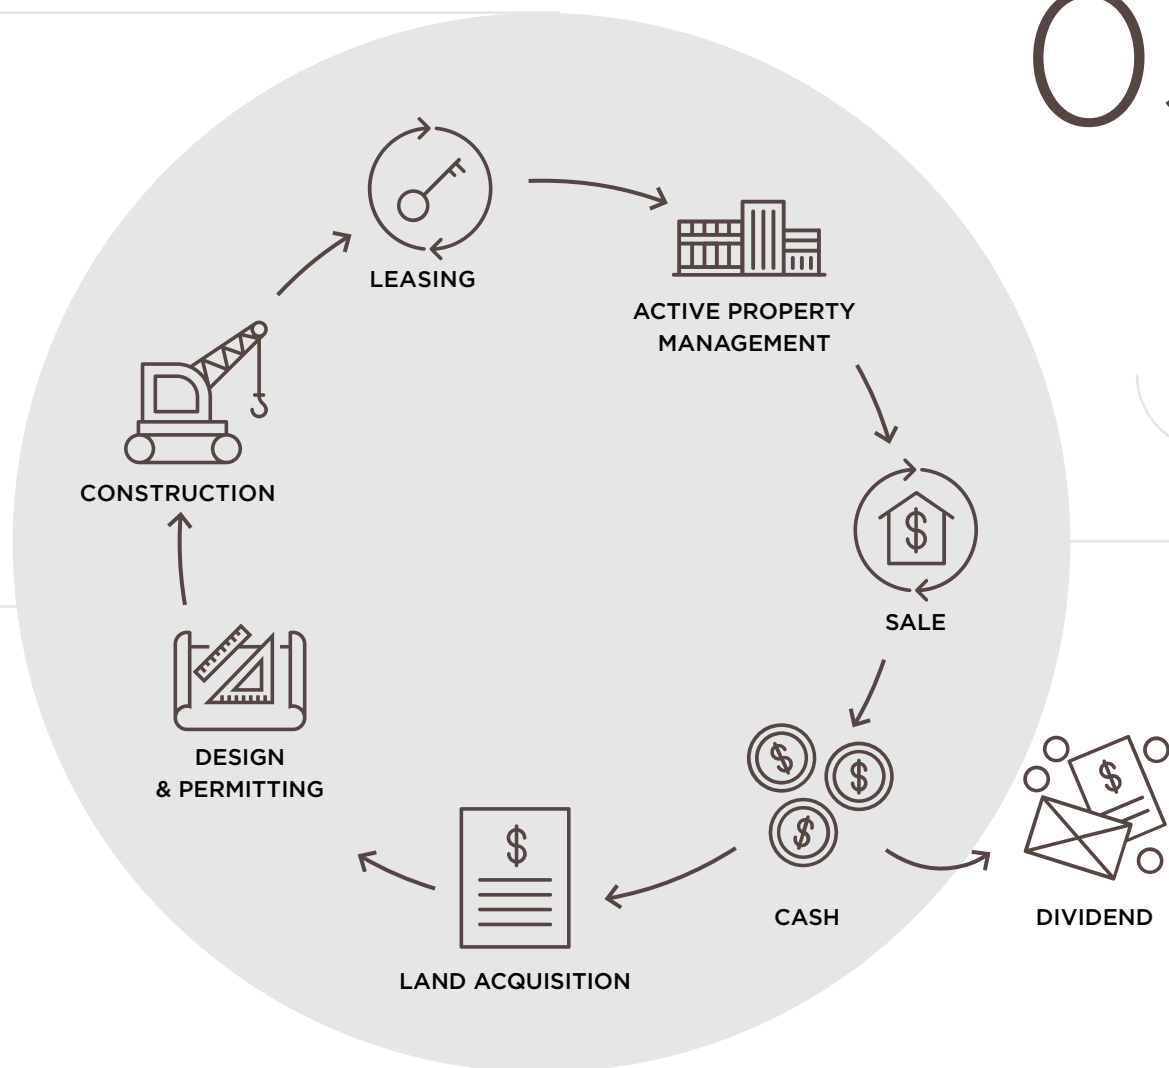 LEASING
ACTIVE PROPERTY
MANAGEMENT
CONSTRUCTION
SALE
DESIGN
& PERMITTING
CASH
DIVIDEND
LAND ACQUISITION